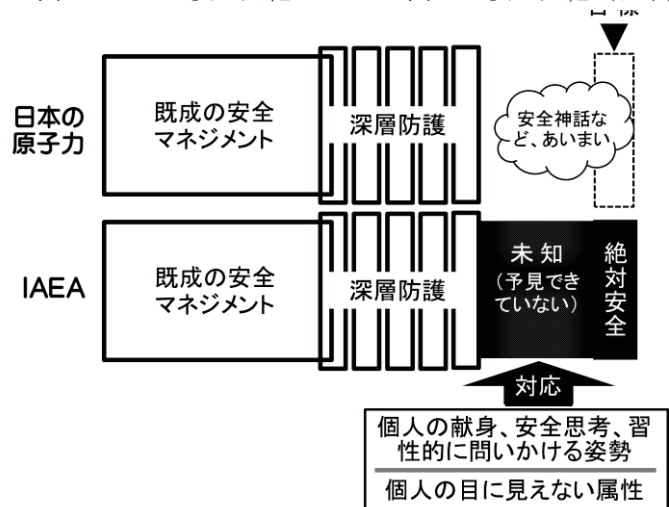 目標
日本の
原子力
既成の安全
マネジメント
深層防護
安全神話な
ど、あいまい
IAEA
既成の安全
マネジメント
深層防護
未知
(予見でき
ていない)
絶対安全
対応
個人の献身、安全思考、習
性的に問いかける姿勢
個人の目に見えない属性